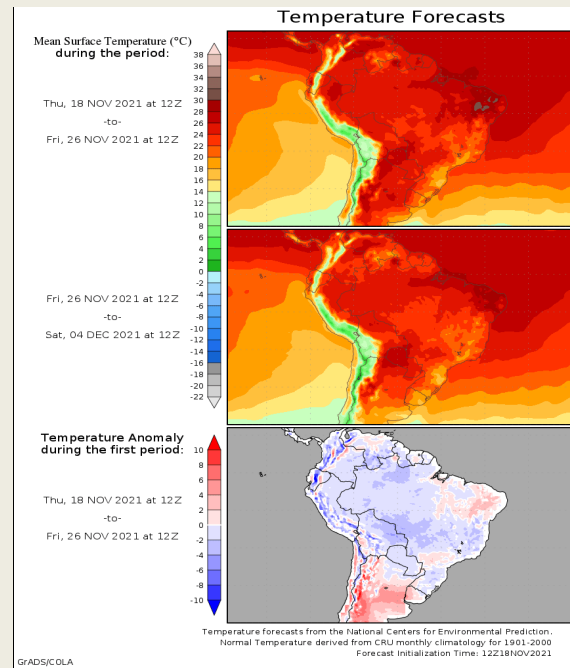 Temperature Forecasts
Mean Surface Temperature (°C)
during the period:
Thu, 18 NOV 2021 at 12Z
-to-
Fri, 26 NOV 2021 at 12Z
38
36
34
32
30
28
26
24
22
20
18
16
14
12
10
8
6
4
2
0
-2
-4
-6
-8
-10
-12
-14
-16
-18
-20
-22
Fri, 26 NOV 2021 at 12Z
-to-
Sat, 04 DEC 2021 at 12Z
Temperature Anomaly
during the first period:
Thu, 18 NOV 2021 at 12Z
-to-
Fri, 26 NOV 2021 at 12Z
10
8
6
4
2
0
-2
-4
-6
-8
-10
Temperature forecasts from the National Centers for Environmental Prediction.
Normal Temperature derived from CRU monthly climatology for 1901-2000
Forecast Initialization Time: 12Z18NOV2021
GrADS/COLA